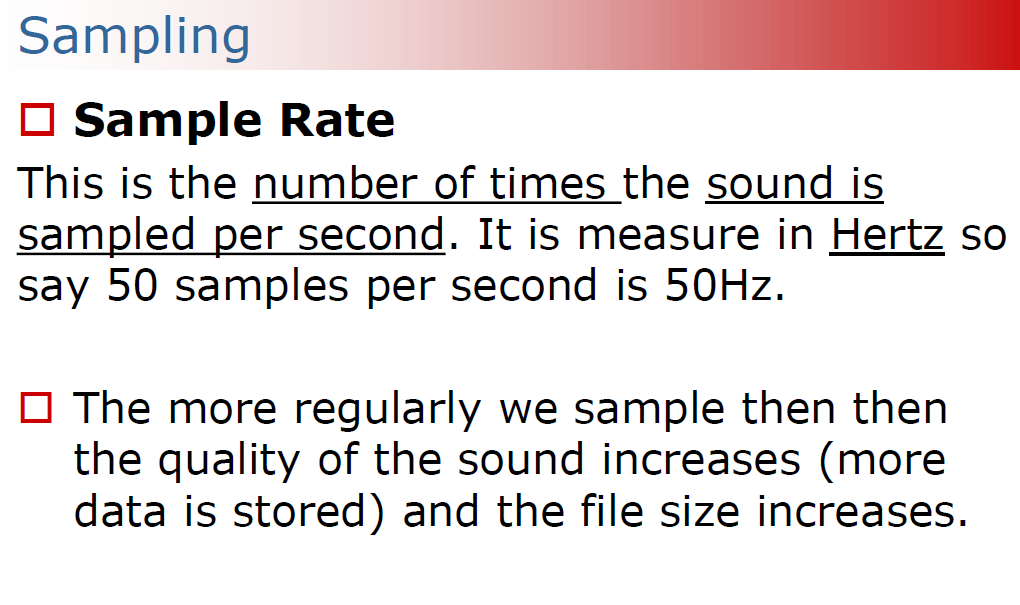 Sampling
Sample Rate
This is the number of times the sound is
sampled per second. It is measure in Hertz so
say 50 samples per second is 50Hz.
The more regularly we sample then then
the quality of the sound increases (more
data is stored) and the file size increases.